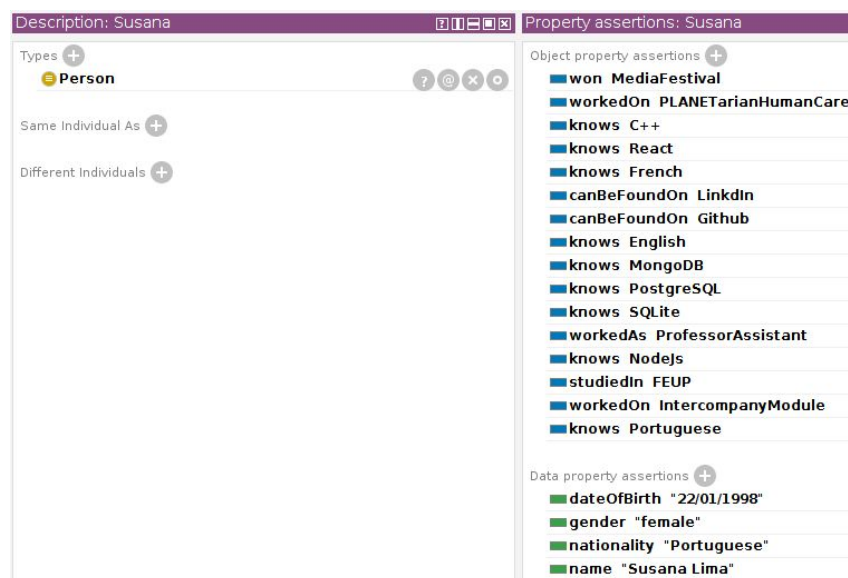 Description: Susana
Types
Person
Same Individual As
Different Individuals
Property assertions: Susana
Object property assertions
won MediaFestival
workedOn PLANETarianHumanCare
knows C++
knows React
knows French
canBeFoundOn LinkdIn
canBeFoundOn Github
knows English
knows MongoDB
knows PostgreSQL
knows SQLite
workedAs ProfessorAssistant
knows NodeJs
studiedIn FEUP
workedOn IntercompanyModule
knows Portuguese
Data property assertions
dateOfBirth "22/01/1998"
gender "female"
nationality "Portuguese"
name "Susana Lima"